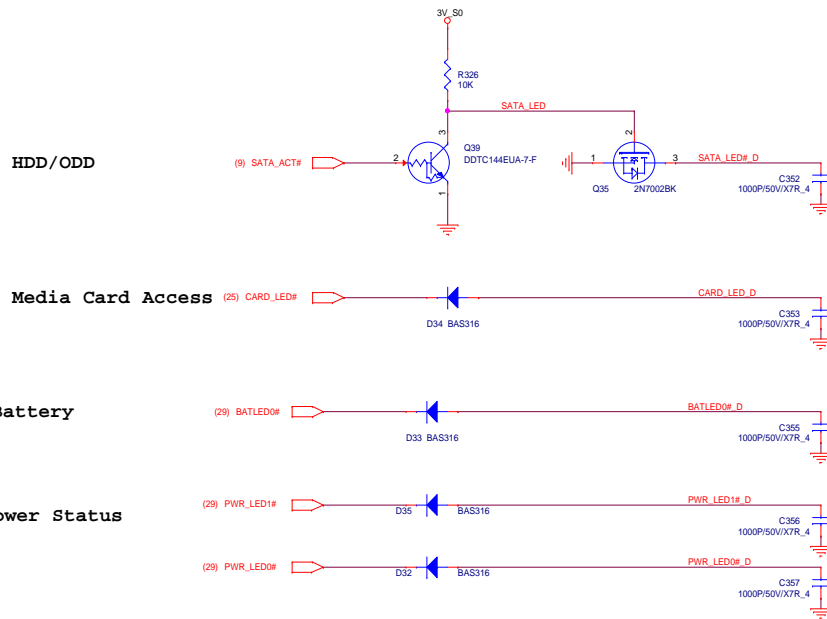 3V_S0
R326
10K
SATA_LED
3
Q39
2
HDD/ODD
(9) SATA_ACT#
2
DDTC144EUA-7-F
1
3
SATA_LED#_D
C352
1000P/50V/X7R_4
1
Q35
2N7002BK
Media Card Access
(25) CARD_LED#
CARD_LED_D
C353
1000P/50V/X7R_4
D34 BAS316
Battery
(29) BATLED0#
BATLED0#_D
C355
1000P/50V/X7R_4
D33 BAS316
(29) PWR_LED1#
PWR_LED1#_D
ower Status
D35
BAS316
C356
1000P/50V/X7R_4
(29) PWR_LED0#
PWR_LED0#_D
D32
BAS316
C357
1000P/50V/X7R_4